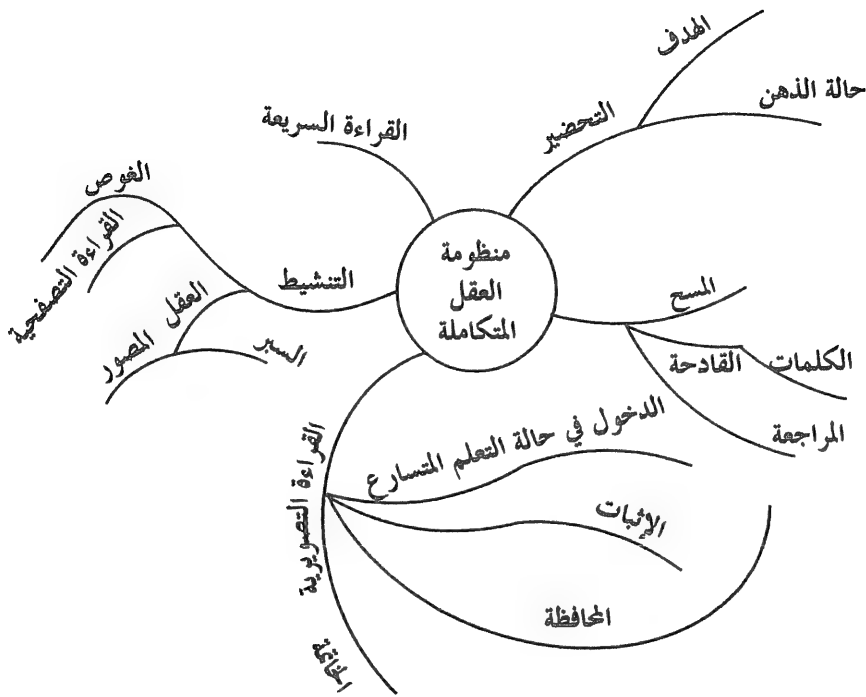 منظومة
العقل
المتكاملة
التحضير
الهدف
حالة الذهن
المسح
الكلمات القادحة
المراجعة
القراءة التصويرية
الدخول في حالة التعلم المتسارع
الإثبات
المحافظة
الخاتمة
التنشيط
العقل المصور
السبر
القراءة التصفحية
الغوص
القراءة السريعة